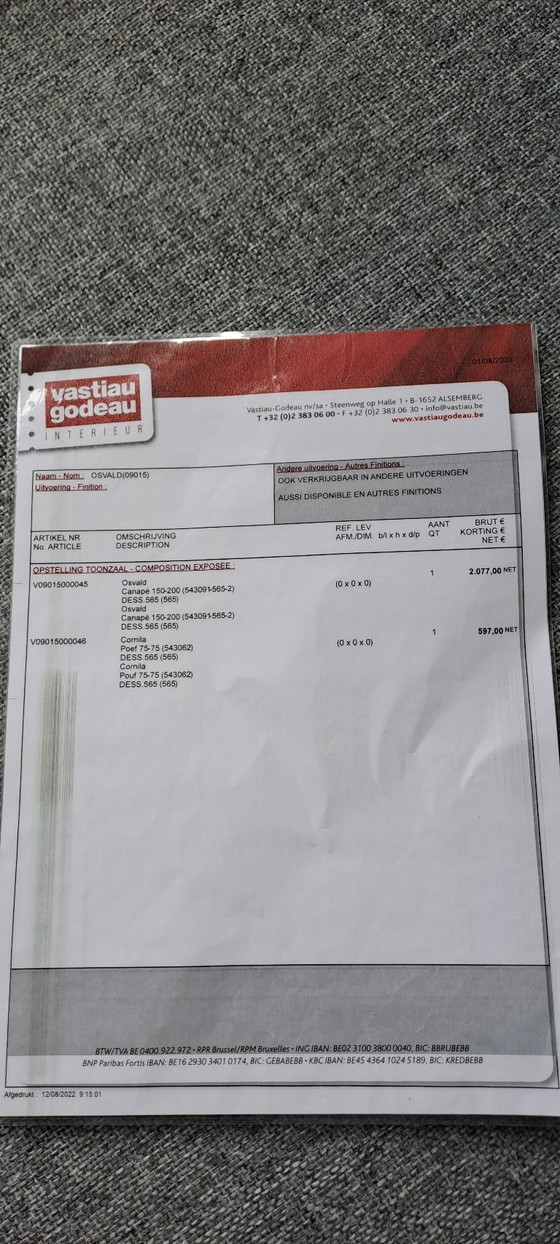 01/08/2022
vastiau
godeau
INTERIEUR
Vastiau-Godeau nv/sa • Steenweg op Halle 1 • B-1652 ALSEMBERG
T +32 (0)2 383 06 00 • F +32 (0)2 383 06 30 • info@vastiau.be
www.vastiaugodeau.be
Naam - Nom : OSVALD(09015)
Uitvoering - Finition :
Andere uitvoering - Autres Finitions :
OOK VERKRIJGBAAR IN ANDERE UITVOERINGEN
AUSSI DISPONIBLE EN AUTRES FINITIONS
ARTIKEL NR OMSCHRIJVING REF. LEV AANT BRUT €
No. ARTICLE DESCRIPTION AFM./DIM. b/l x h x d/p QT KORTING €
NET €
OPSTELLING TOONZAAL - COMPOSITION EXPOSEE :
V09015000045 Osvald (0 x 0 x 0) 1 2.077,00 NET
Canapé 150-200 (543091-565-2)
DESS.565 (565)
Osvald
Canapé 150-200 (543091-565-2)
DESS.565 (565)
V09015000046 Cornila (0 x 0 x 0) 1 597,00 NET
Poef 75-75 (543062)
DESS.565 (565)
Cornila
Pouf 75-75 (543062)
DESS.565 (565)
BTW/TVA BE 0400.922.972 • RPR Brussel/RPM Bruxelles • ING IBAN: BE02 3100 3800 0040, BIC: BBRUBEBB
BNP Paribas Fortis IBAN: BE16 2930 3401 0174, BIC: GEBABEBB • KBC IBAN: BE45 4364 1024 5189, BIC: KREDBEBB
Afgedrukt : 12/08/2022 9:15:01